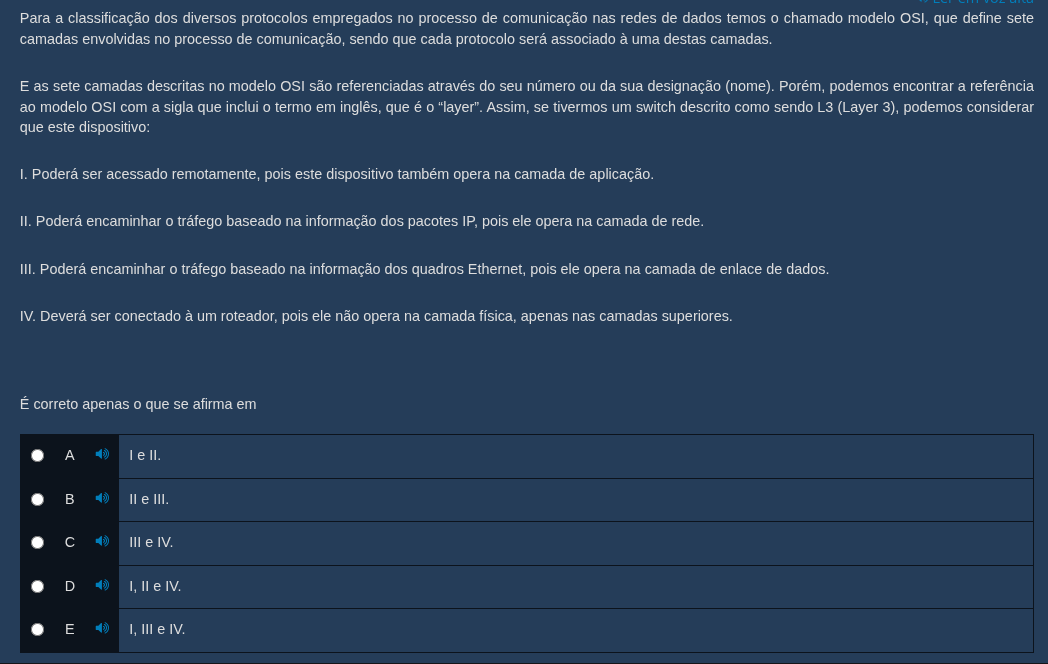 Para a classificação dos diversos protocolos empregados no processo de comunicação nas redes de dados temos o chamado modelo OSI, que define sete
camadas envolvidas no processo de comunicação, sendo que cada protocolo será associado à uma destas camadas.
E as sete camadas descritas no modelo OSI são referenciadas através do seu número ou da sua designação (nome). Porém, podemos encontrar a referência
ao modelo OSI com a sigla que inclui o termo em inglês, que é o “layer”. Assim, se tivermos um switch descrito como sendo L3 (Layer 3), podemos considerar
que este dispositivo:
I. Poderá ser acessado remotamente, pois este dispositivo também opera na camada de aplicação.
II. Poderá encaminhar o tráfego baseado na informação dos pacotes IP, pois ele opera na camada de rede.
III. Poderá encaminhar o tráfego baseado na informação dos quadros Ethernet, pois ele opera na camada de enlace de dados.
IV. Deverá ser conectado à um roteador, pois ele não opera na camada física, apenas nas camadas superiores.
É correto apenas o que se afirma em
A I e II.
B II e III.
C III e IV.
D I, II e IV.
E I, III e IV.